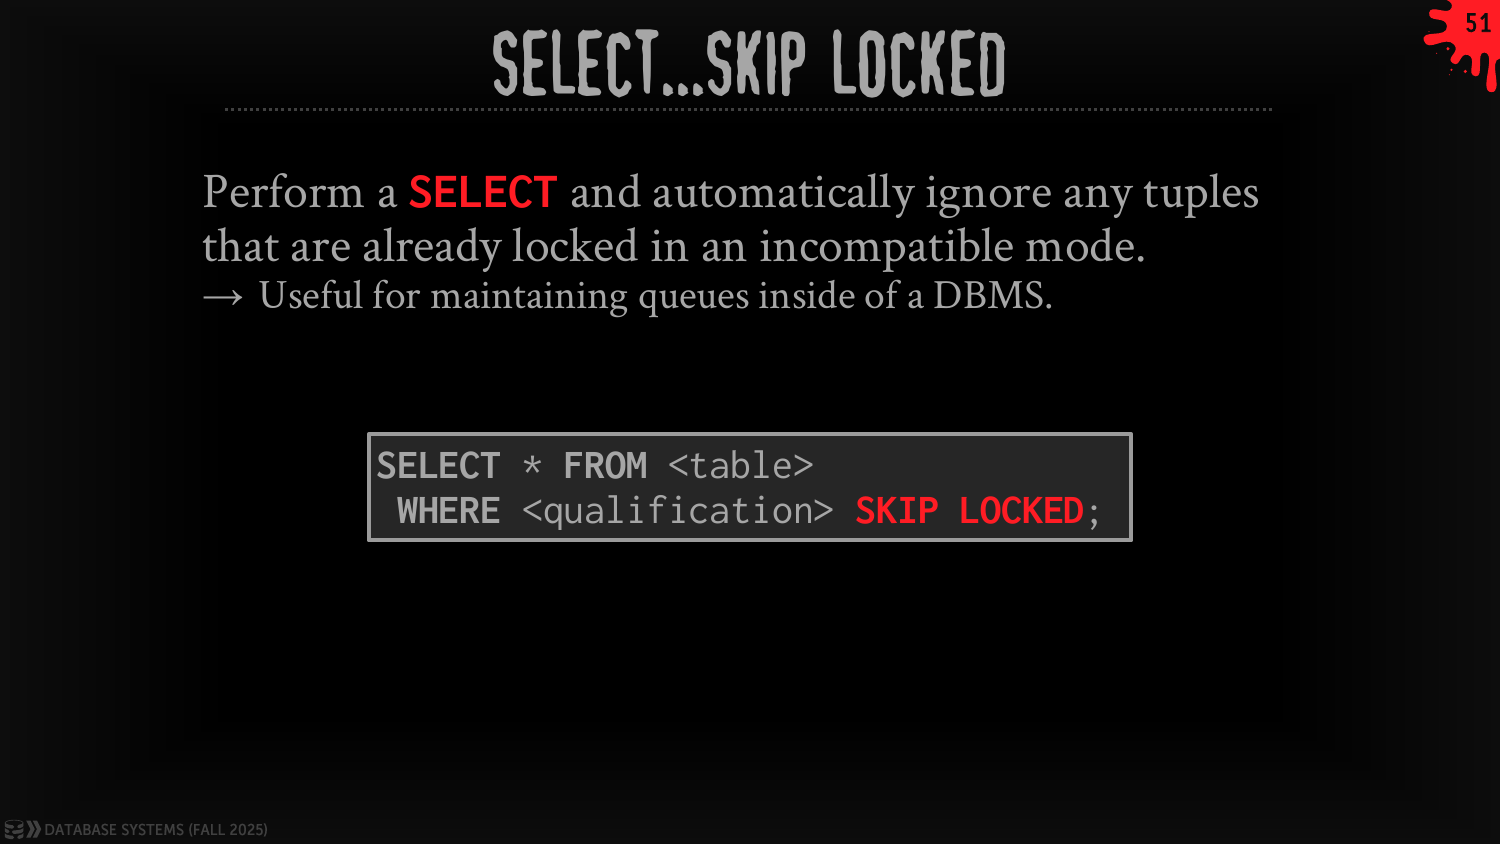 SELECT...SKIP LOCKED
51
Perform a SELECT and automatically ignore any tuples
that are already locked in an incompatible mode.
→ Useful for maintaining queues inside of a DBMS.
SELECT * FROM <table>
WHERE <qualification> SKIP LOCKED;
DATABASE SYSTEMS (FALL 2025)